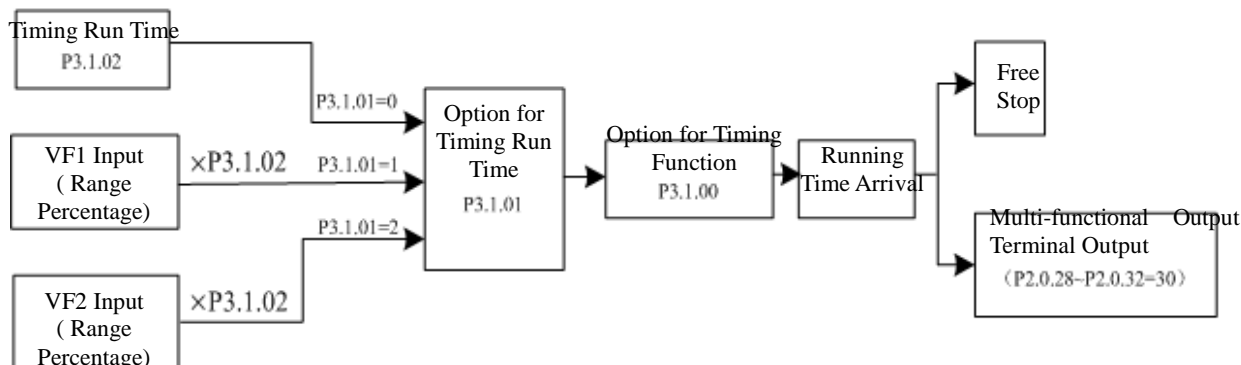 Timing Run Time
P3.1.02
P3.1.01=0
VF1 Input
( Range
Percentage)
×P3.1.02
P3.1.01=1
VF2 Input
( Range
Percentage)
×P3.1.02
P3.1.01=2
Option for
Timing Run
Time
P3.1.01
Option for Timing
Function
P3.1.00
Running
Time Arrival
Free
Stop
Multi-functional Output
Terminal Output
（P2.0.28~P2.0.32=30）